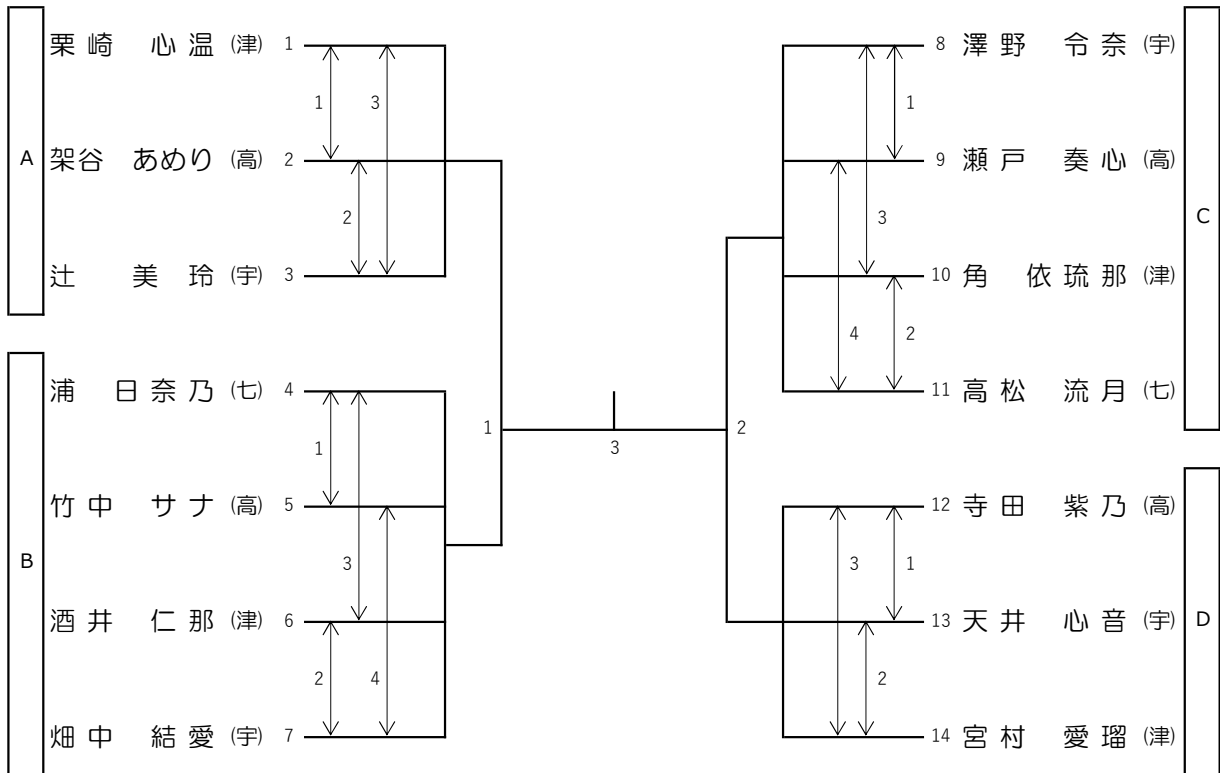 A
栗崎 心温 (津) 1
架谷 あめり (高) 2
辻 美玲 (宇) 3
1
3
2
B
浦 日奈乃 (七) 4
竹中 サナ (高) 5
酒井 仁那 (津) 6
畑中 結愛 (宇) 7
1
3
2
4
1
3
2
C
8 澤野 令奈 (宇)
9 瀬戸 奏心 (高)
10 角 依琉那 (津)
11 高松 流月 (七)
1
3
4
2
D
12 寺田 紫乃 (高)
13 天井 心音 (宇)
14 宮村 愛瑠 (津)
3
1
2